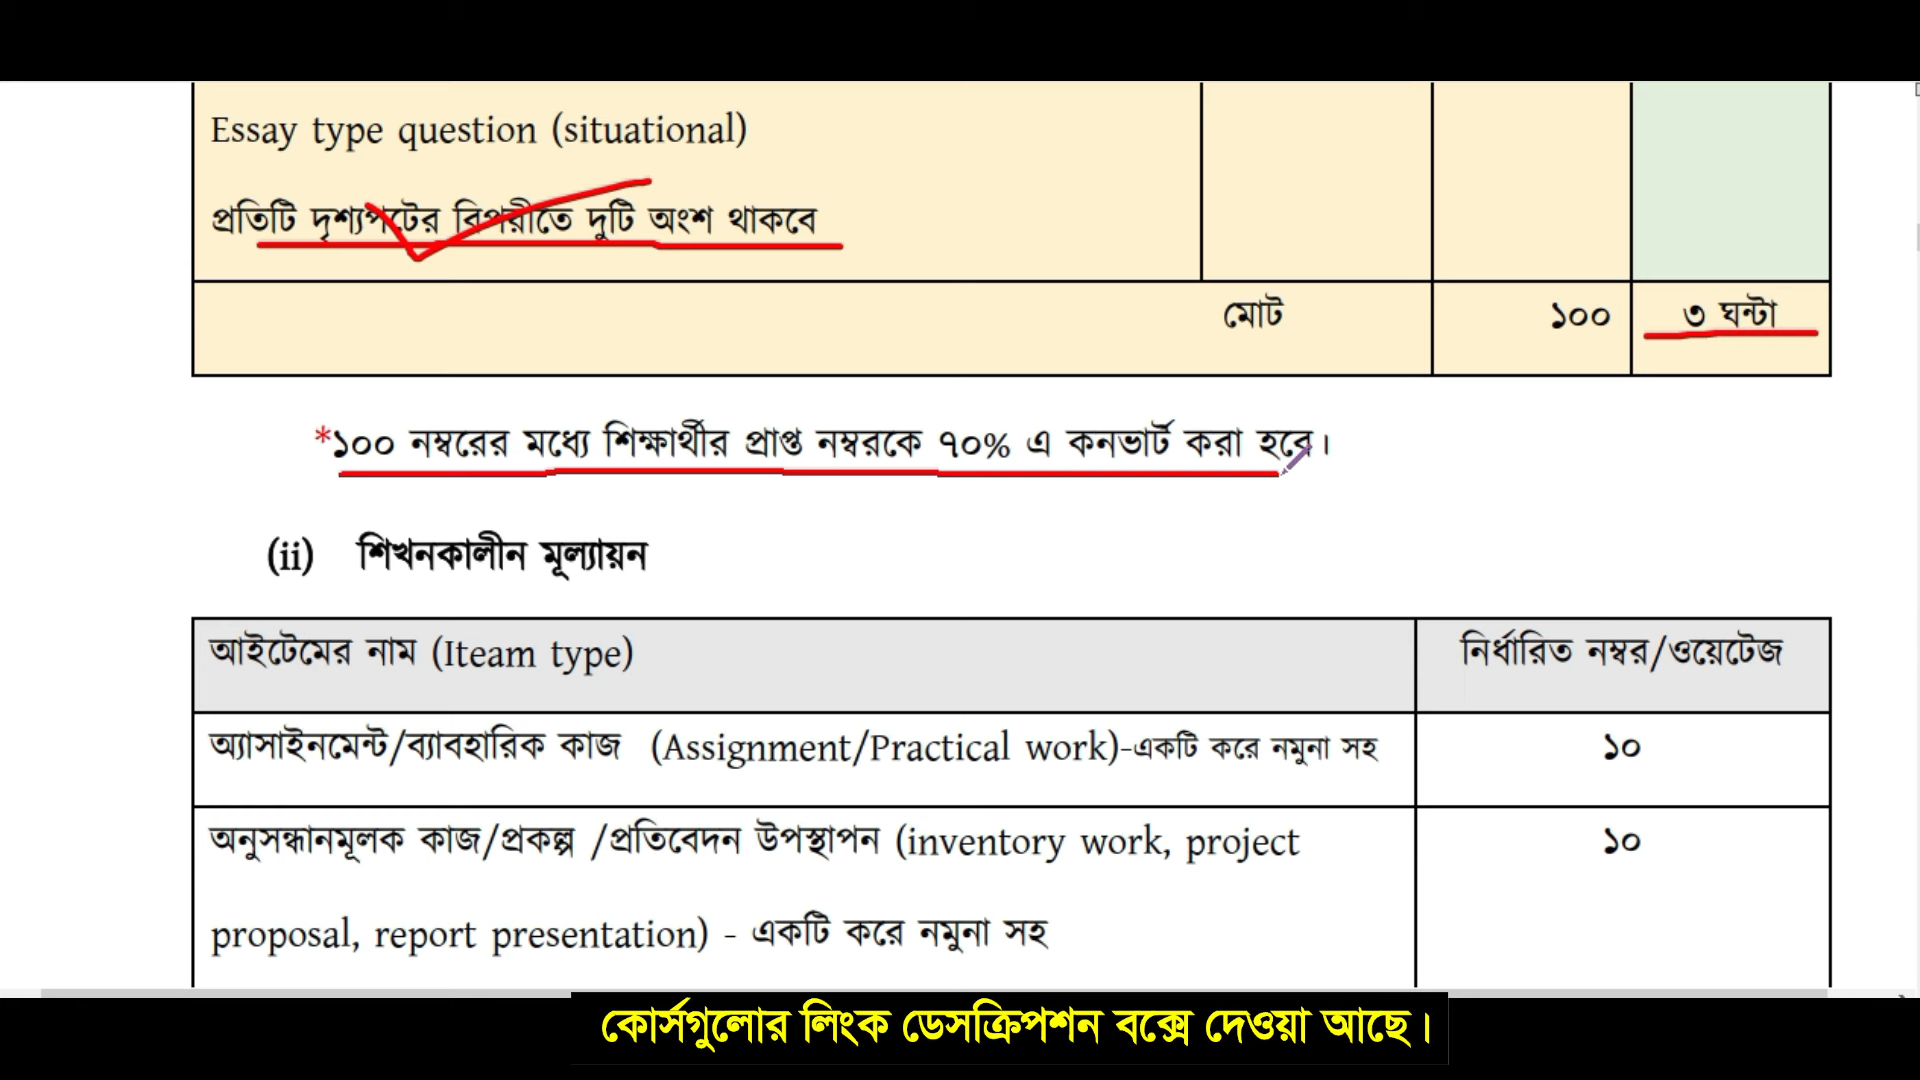 Essay type question (situational)
প্রতিটি দৃশ্যপটের বিপরীতে দুটি অংশ থাকবে
মোট ১০০ ৩ ঘন্টা
*১০০ নম্বরের মধ্যে শিক্ষার্থীর প্রাপ্ত নম্বরকে ৭০% এ কনভার্ট করা হবে।
(ii) শিখনকালীন মূল্যায়ন
আইটেমের নাম (Iteam type) নির্ধারিত নম্বর/ওয়েটেজ
অ্যাসাইনমেন্ট/ব্যাবহারিক কাজ (Assignment/Practical work)-একটি করে নমুনা সহ ১০
অনুসন্ধানমূলক কাজ/প্রকল্প /প্রতিবেদন উপস্থাপন (inventory work, project ১০
proposal, report presentation) - একটি করে নমুনা সহ
কোর্সগুলোর লিংক ডেসক্রিপশন বক্সে দেওয়া আছে।